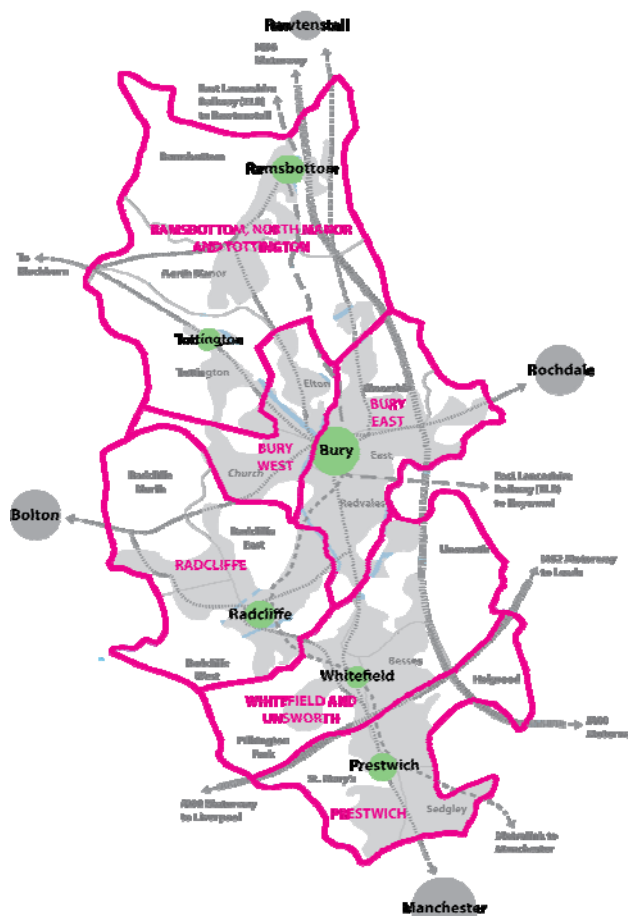 Rawtenstall
M66
Motorway
East Lancashire
Railway (ELR)
to Rawtenstall
Ramsbottom
Ramsbottom
RAMSBOTTOM, NORTH MANOR
AND TOTTINGTON
To
Blackburn
North Manor
Tottington
Tottington
Elton
Moorside
Rochdale
BURY
EAST
BURY
WEST
Bury
East
Church
Radcliffe
North
East Lancashire
Railway (ELR)
to Heywood
Redvales
Bolton
Radcliffe
East
Unsworth
M62 Motorway
to Leeds
RADCLIFFE
Radcliffe
Radcliffe
West
Besses
Whitefield
Holyrood
WHITEFIELD AND
UNSWORTH
M60
Motorway
Pilkington
Park
Prestwich
St. Mary's
M60 Motorway
to Liverpool
PRESTWICH
Sedgley
Metrolink to
Manchester
Manchester